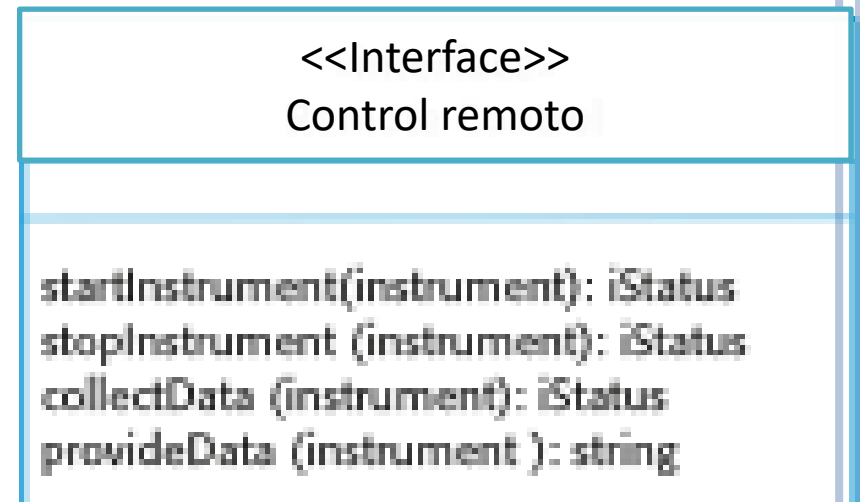 <<Interface>>
Control remoto
startInstrument(instrument): iStatus
stopInstrument (instrument): iStatus
collectData (instrument): iStatus
provideData (instrument ): string